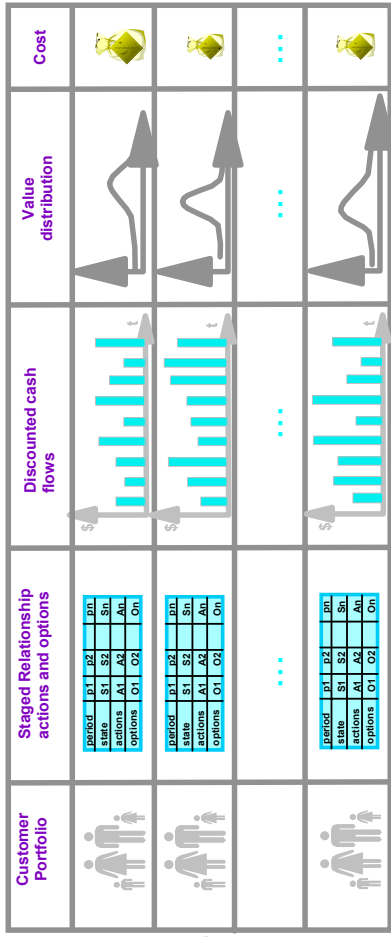 Customer
Portfolio
Staged Relationship
actions and options
Discounted cash
flows
Value
distribution
Cost
period p1 p2 pn
state S1 S2 Sn
actions A1 A2 An
options O1 O2 On
$
t
period p1 p2 pn
state S1 S2 Sn
actions A1 A2 An
options O1 O2 On
$
t
...
...
...
...
period p1 p2 pn
state S1 S2 Sn
actions A1 A2 An
options O1 O2 On
$
t